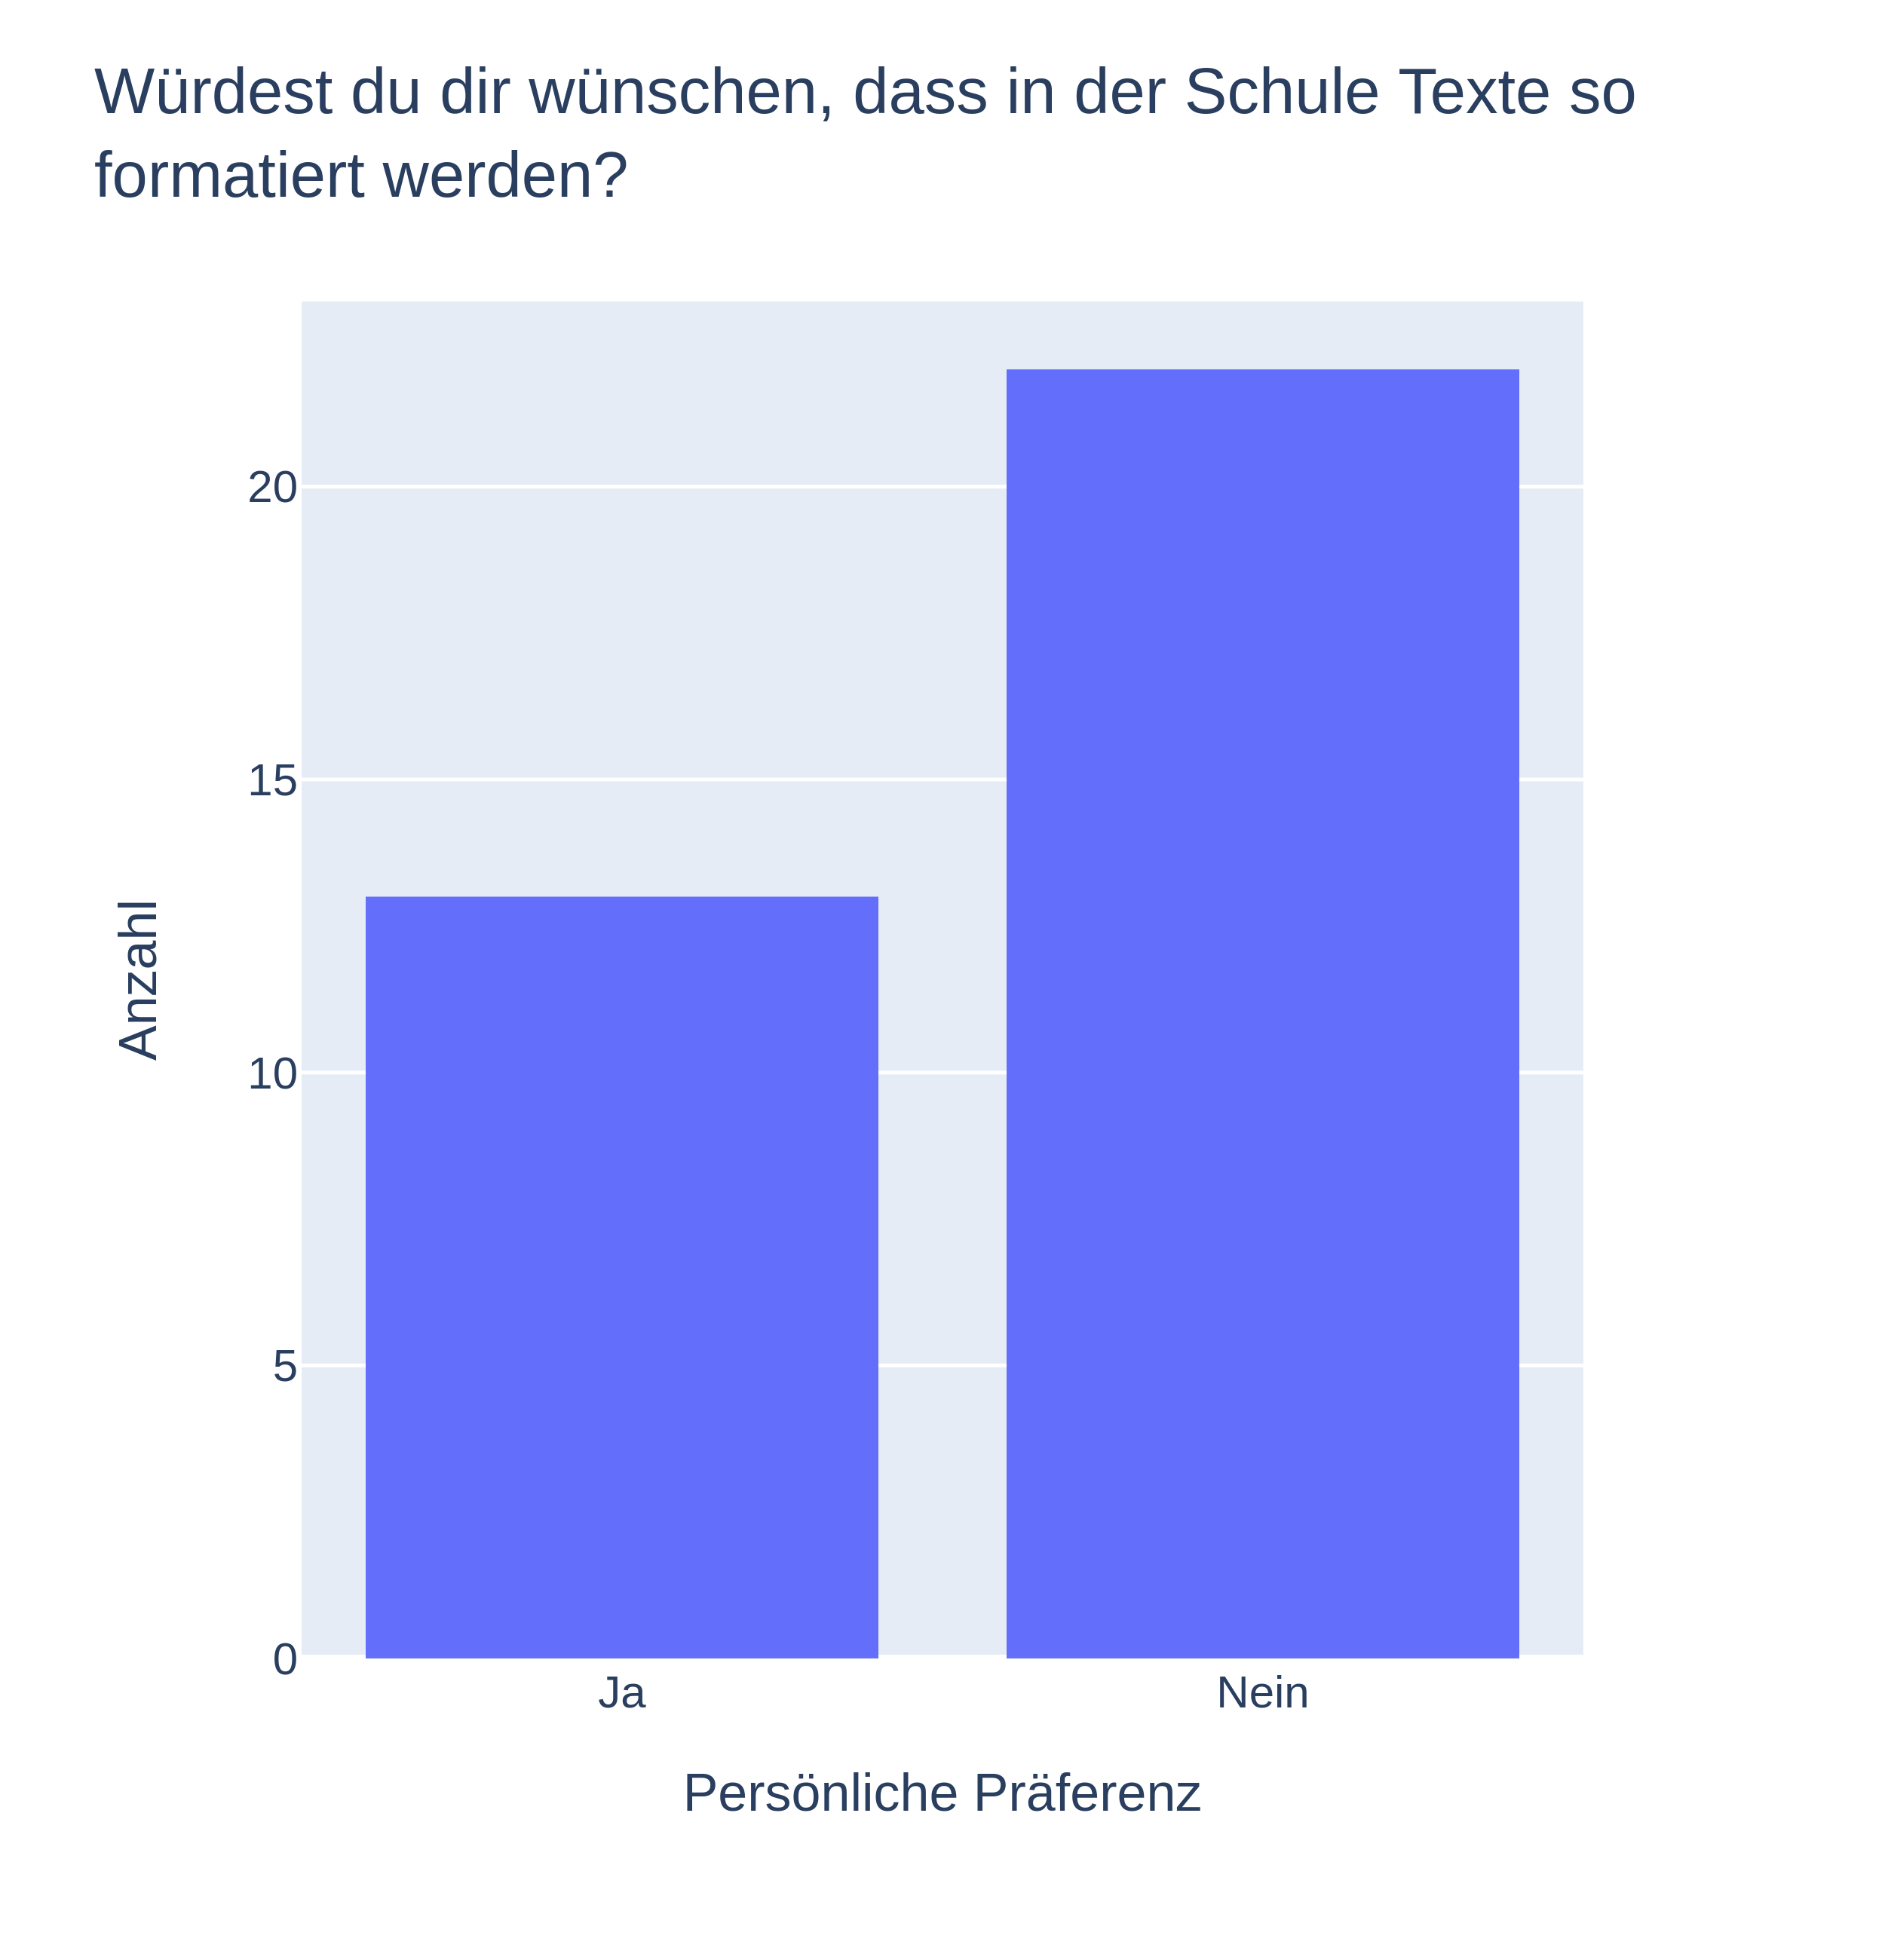 Würdest du dir wünschen, dass in der Schule Texte so
formatiert werden?
20
15
10
5
0
Anzahl
Ja
Nein
Persönliche Präferenz